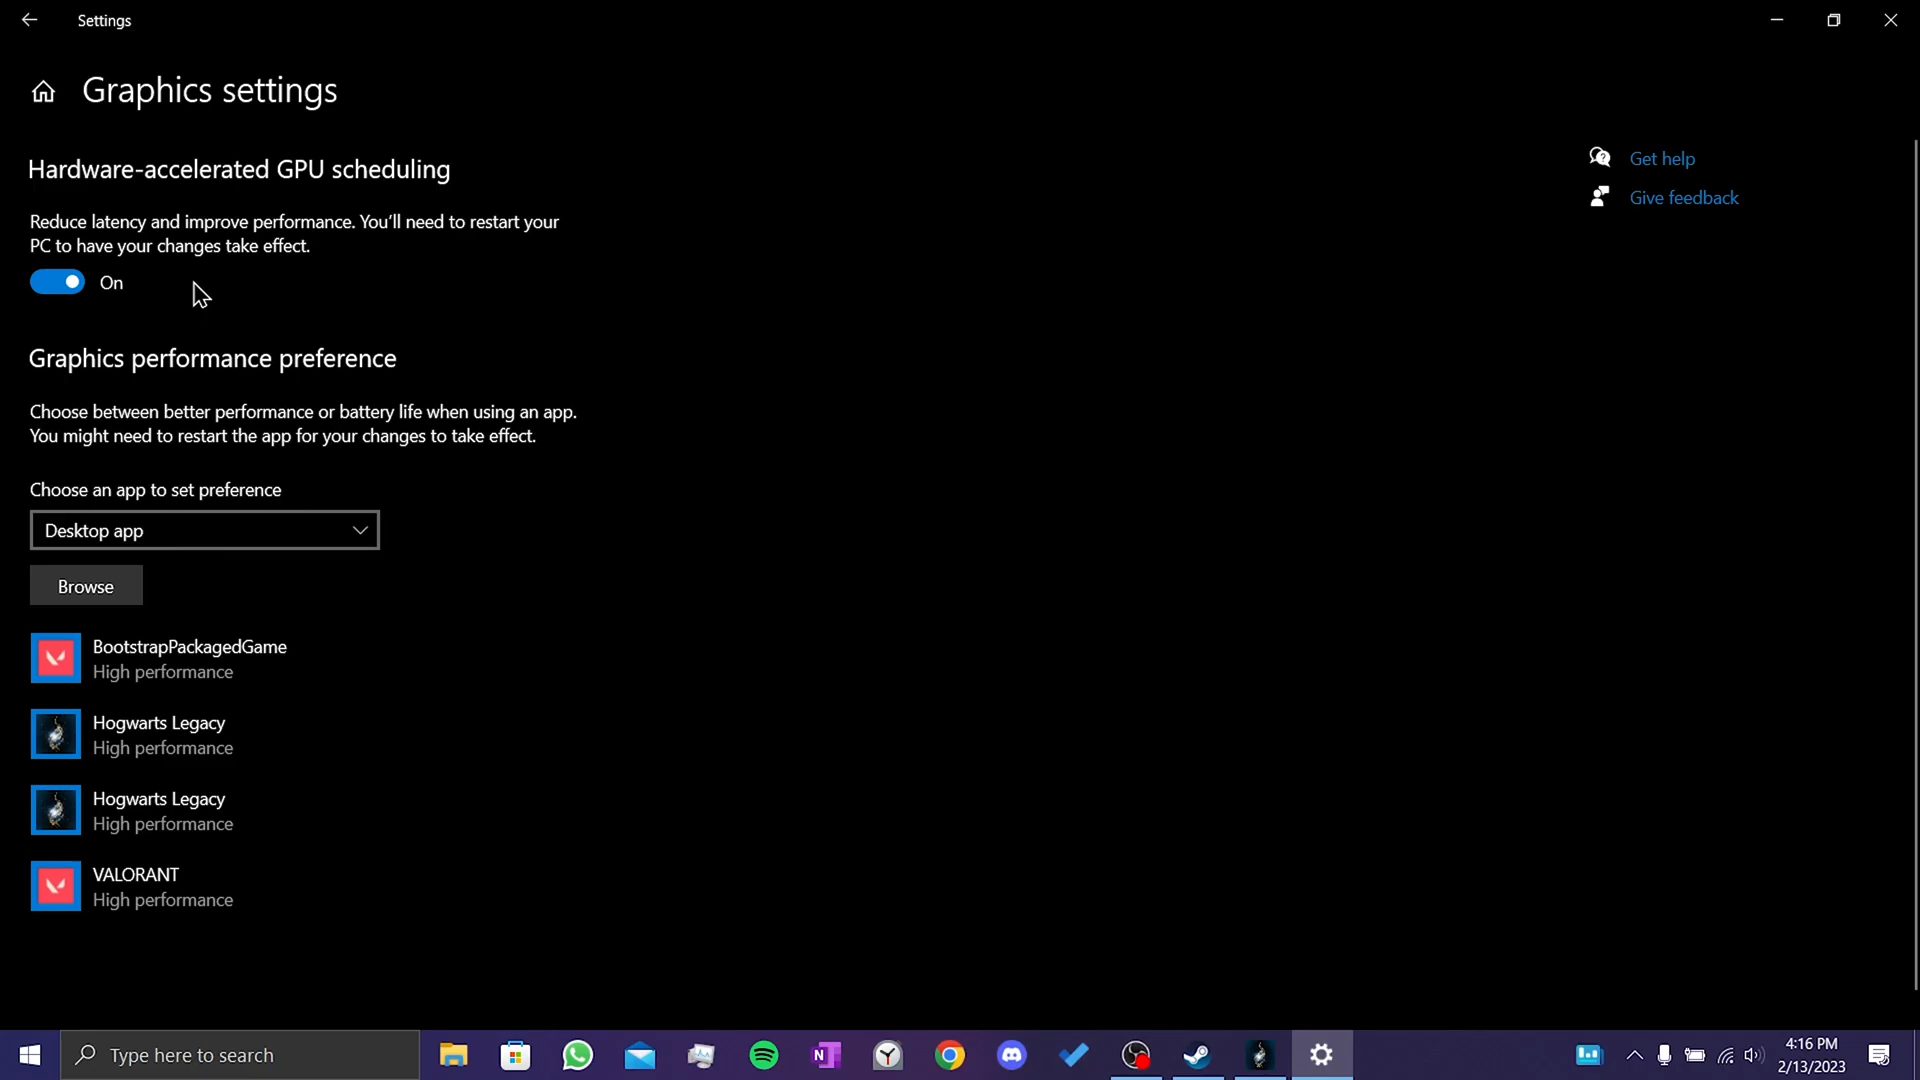 Settings
Graphics settings
Hardware-accelerated GPU scheduling
Reduce latency and improve performance. You'll need to restart your
PC to have your changes take effect.
On
Get help
Give feedback
Graphics performance preference
Choose between better performance or battery life when using an app.
You might need to restart the app for your changes to take effect.
Choose an app to set preference
Desktop app
Browse
BootstrapPackagedGame
High performance
Hogwarts Legacy
High performance
Hogwarts Legacy
High performance
VALORANT
High performance
Type here to search
N
4:16 PM
2/13/2023